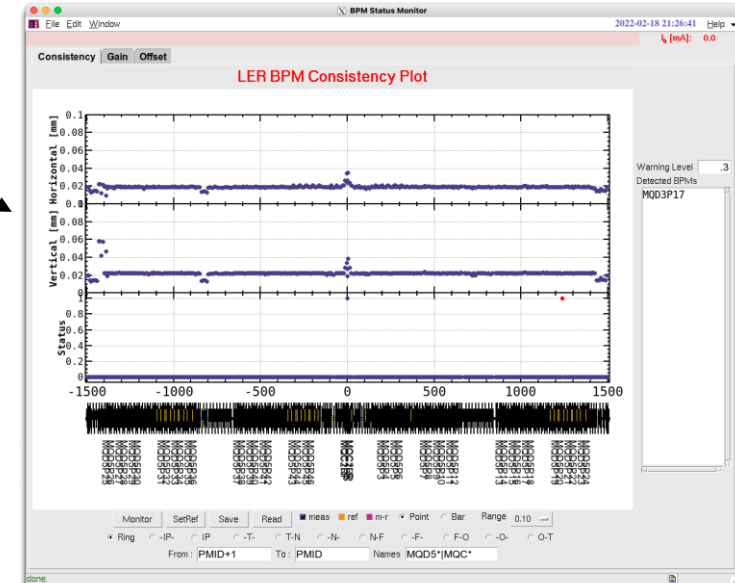 BPM Status Monitor
File Edit Window
2022-02-18 21:26:41 Help
Ib [mA]: 0.0
Consistency Gain Offset
LER BPM Consistency Plot
Horizontal [mm]
0.1
0.08
0.06
0.04
0.02
0.1
Vertical [mm]
0.08
0.06
0.04
0.02
0
Status
1
0.8
0.6
0.4
0.2
0
-1500 -1000 -500 0 500 1000 1500
Warning Level .3
Detected BPMs
MQD3P17
Monitor SetRef Save Read meas ref m-r Point Bar Range 0.10
Ring -IP- IP -T- T-N -N- N-F -F- F-O -O- O-T
From : PMID+1 To : PMID Names MQD5*|MQC*
done.